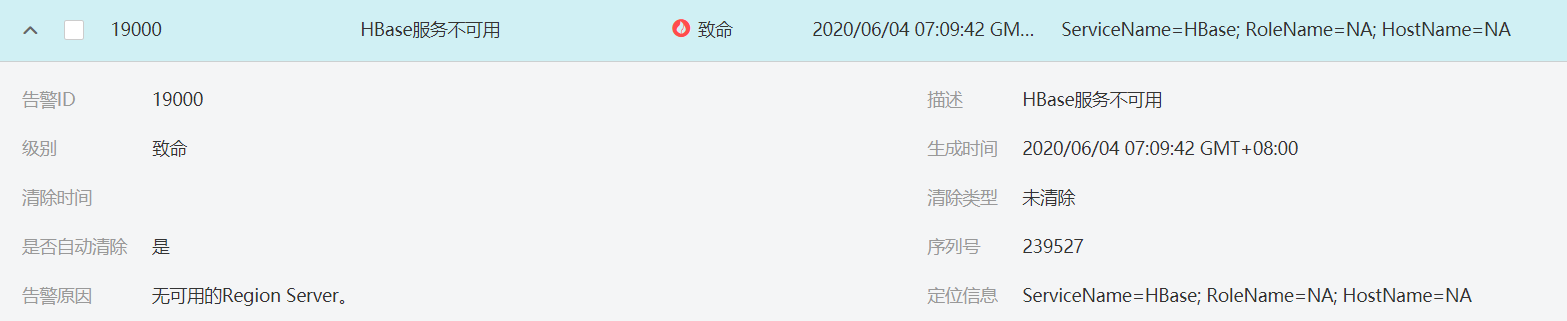 19000 HBase服务不可用 致命 2020/06/04 07:09:42 GM... ServiceName=HBase; RoleName=NA; HostName=NA
告警ID 19000 描述 HBase服务不可用
级别 致命 生成时间 2020/06/04 07:09:42 GMT+08:00
清除时间 清除类型 未清除
是否自动清除 是 序列号 239527
告警原因 无可用的Region Server。 定位信息 ServiceName=HBase; RoleName=NA; HostName=NA